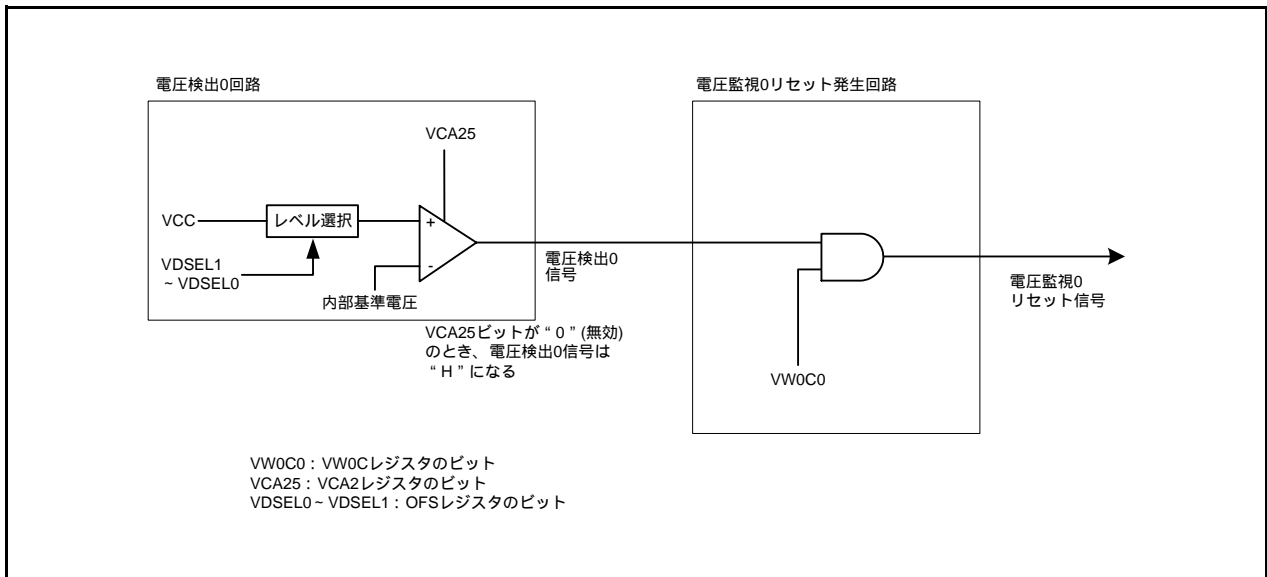 電圧検出0回路
電圧監視0リセット発生回路
VCA25
VCC
レベル選択
+
VDSEL1
~ VDSEL0
-
内部基準電圧
電圧検出0
信号
VCA25ビットが“0”(無効)
のとき、電圧検出0信号は
“H”になる
VW0C0
電圧監視0
リセット信号
VW0C0:VW0Cレジスタのビット
VCA25:VCA2レジスタのビット
VDSEL0~VDSEL1:OFSレジスタのビット